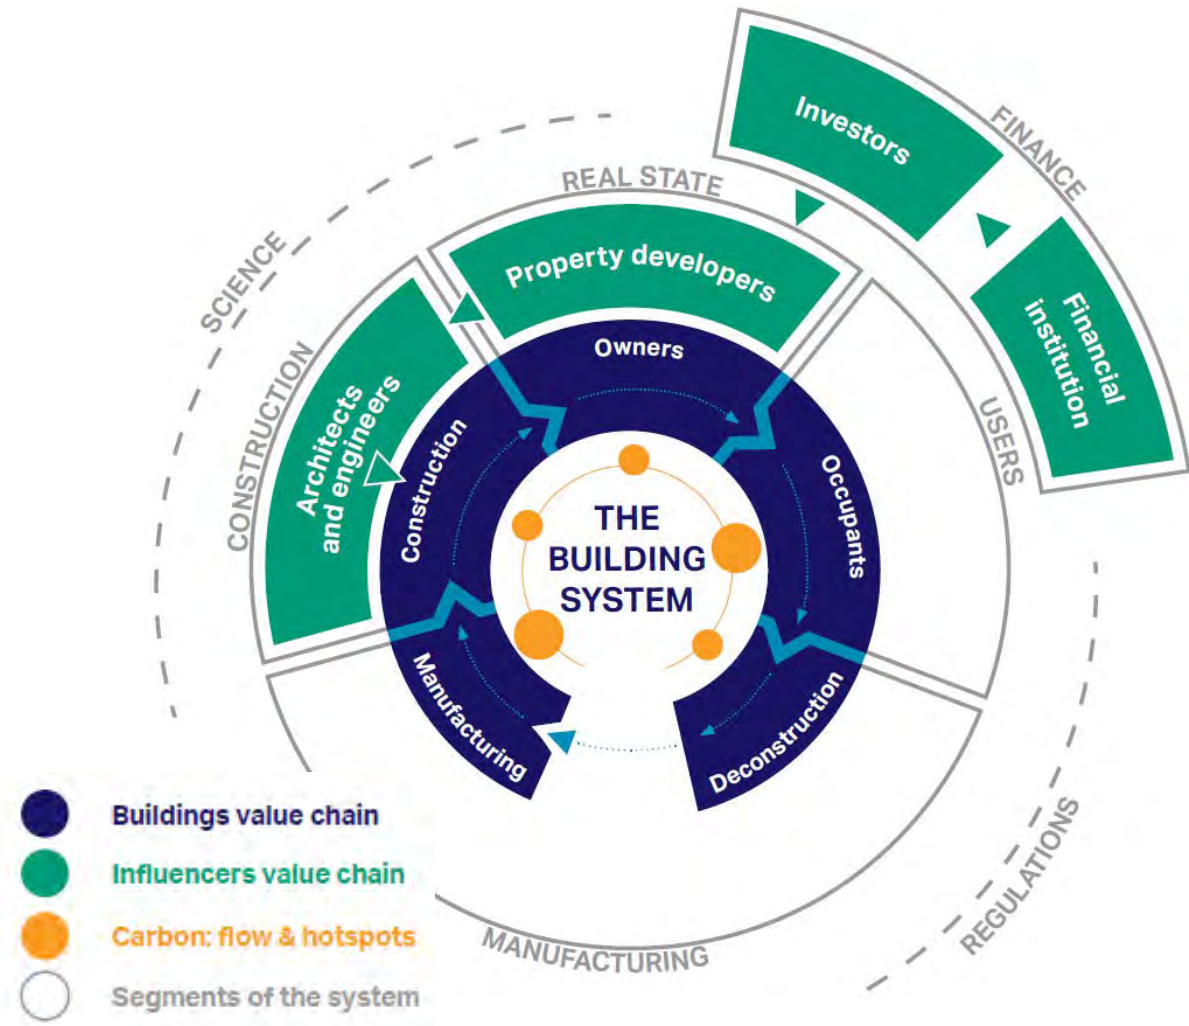 Investors
FINANCE
REAL STATE
Financial
institution
Property developers
SCIENCE
Owners
CONSTRUCTION
Architects
and engineers
USERS
Construction
Occupants
THE
BUILDING
SYSTEM
Manufacturing
Deconstruction
REGULATIONS
MANUFACTURING
Buildings value chain
Influencers value chain
Carbon: flow & hotspots
Segments of the system